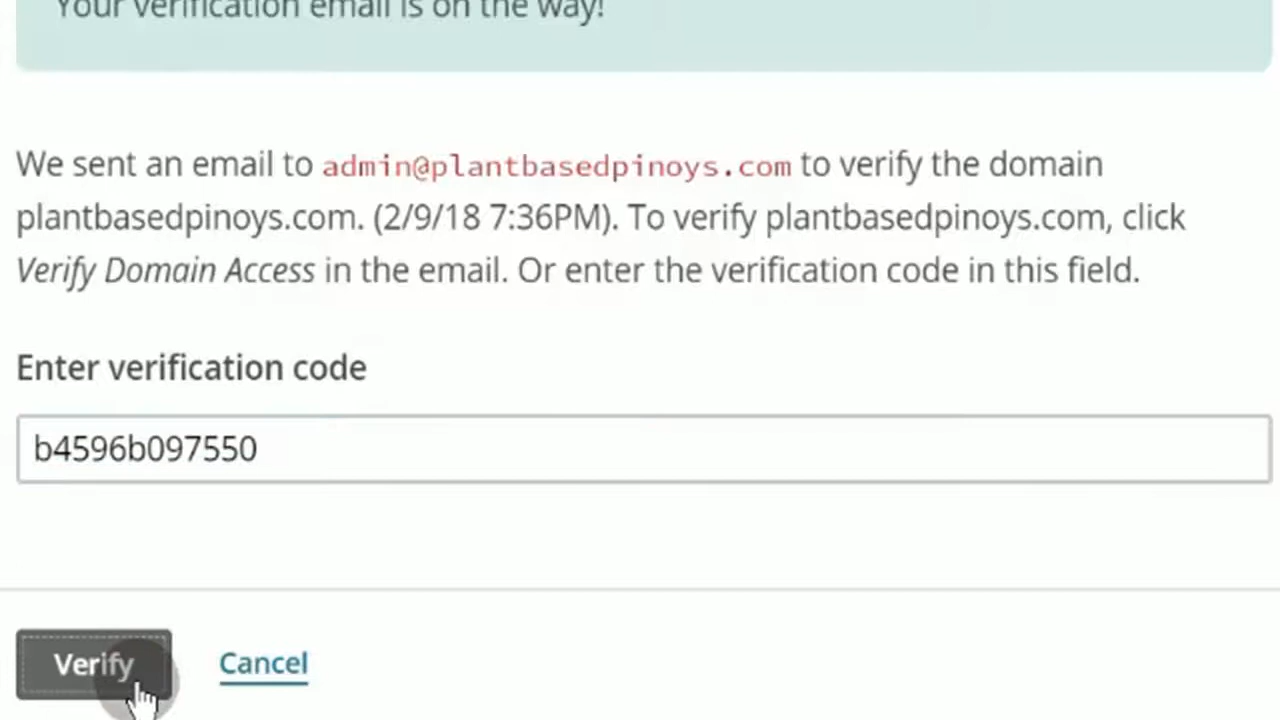 Your verification email is on the way!
We sent an email to admin@plantbasedpinoys.com to verify the domain
plantbasedpinoys.com. (2/9/18 7:36PM). To verify plantbasedpinoys.com, click
Verify Domain Access in the email. Or enter the verification code in this field.
Enter verification code
b4596b097550
Verify Cancel